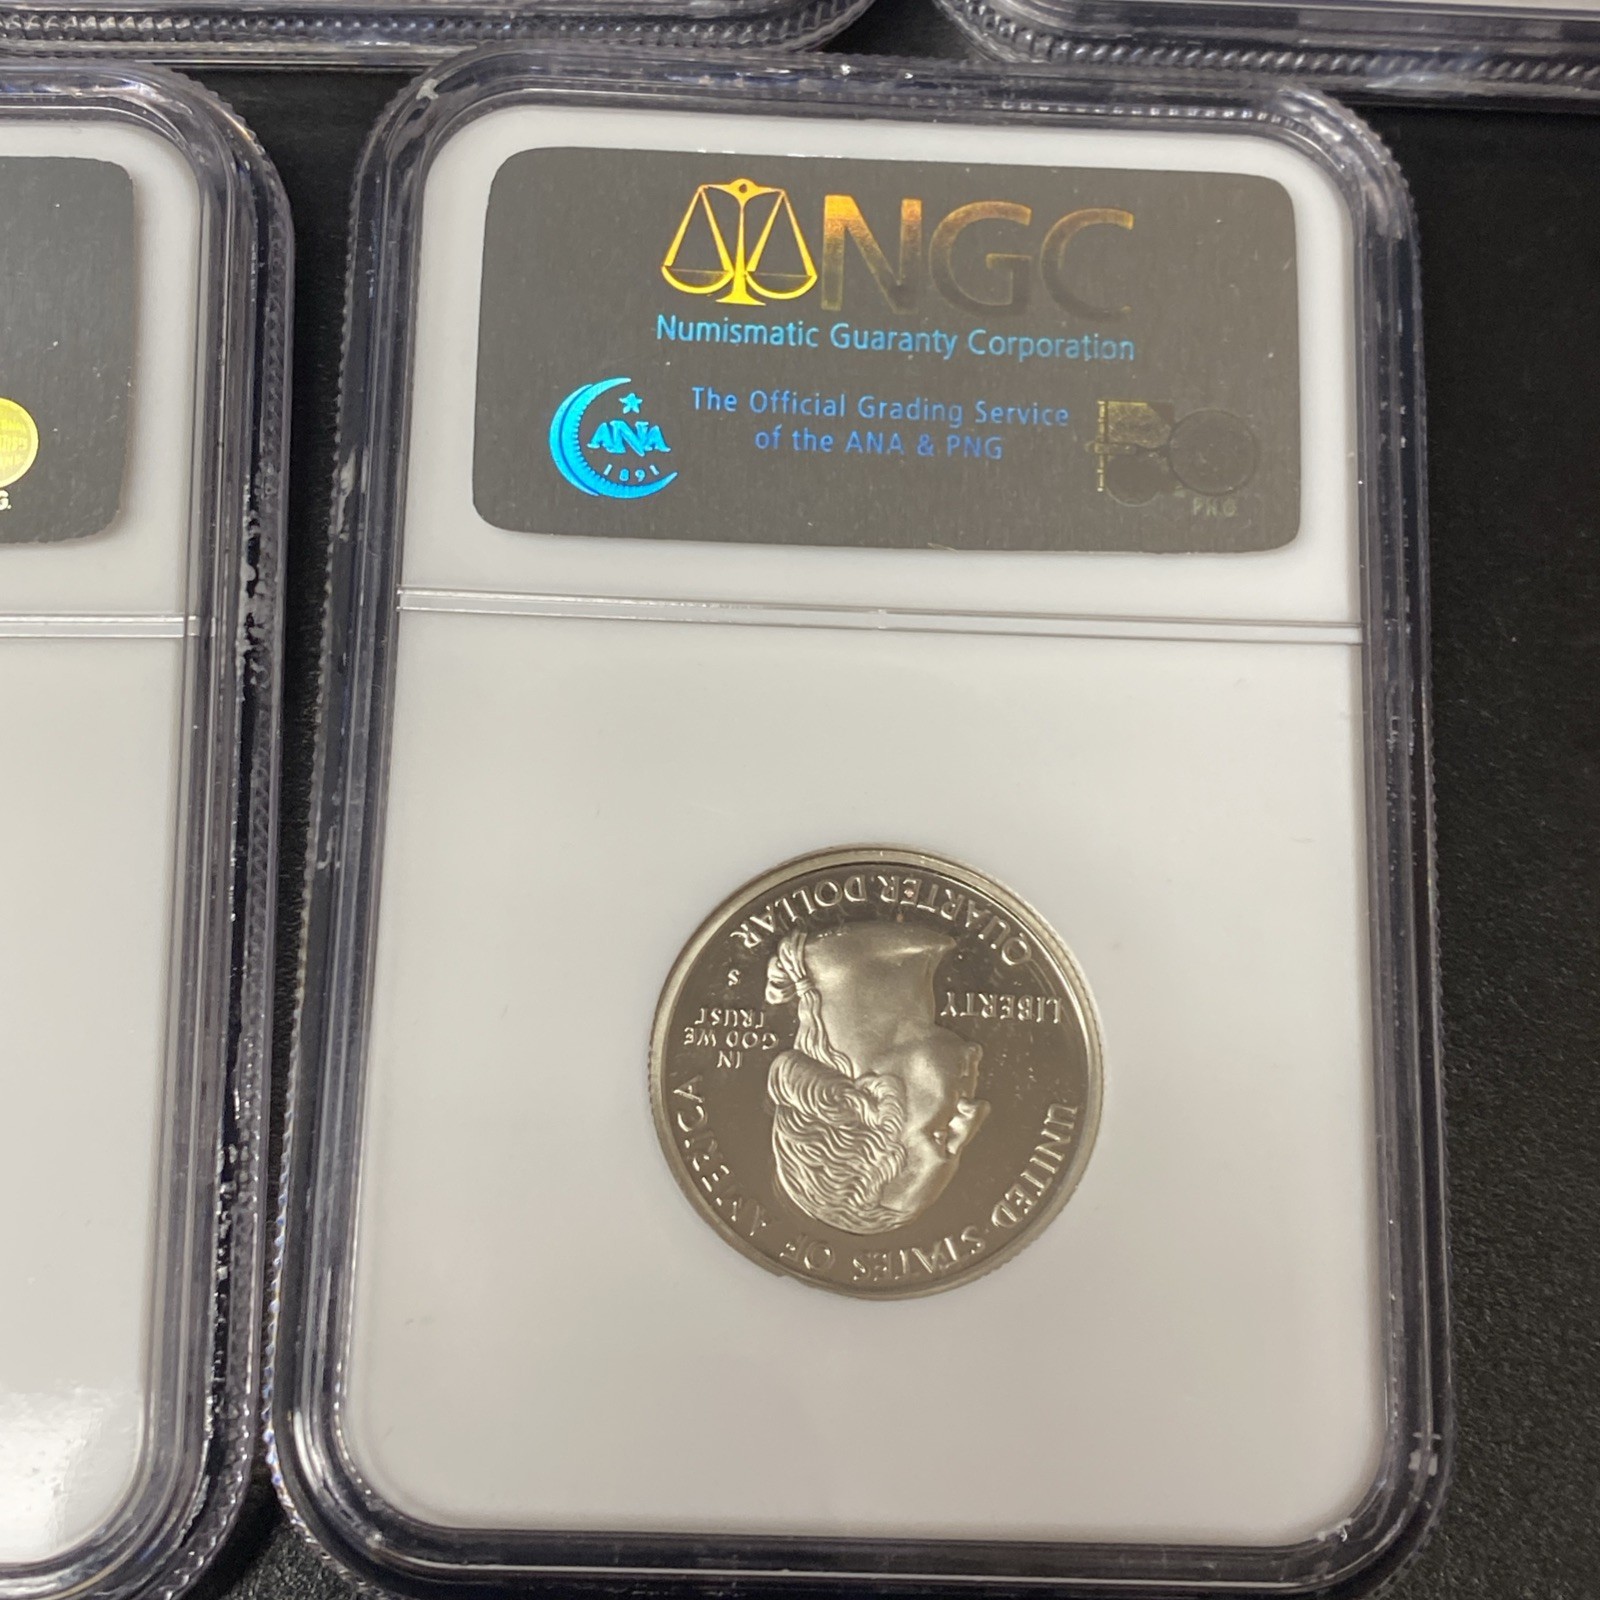 NGC
Numismatic Guaranty Corporation
The Official Grading Service
of the ANA & PNG
ANA
1891
P.N.G.
G.
UNITED STATES OF AMERICA
LIBERTY
IN
GOD WE
TRUST
S
QUARTER DOLLAR